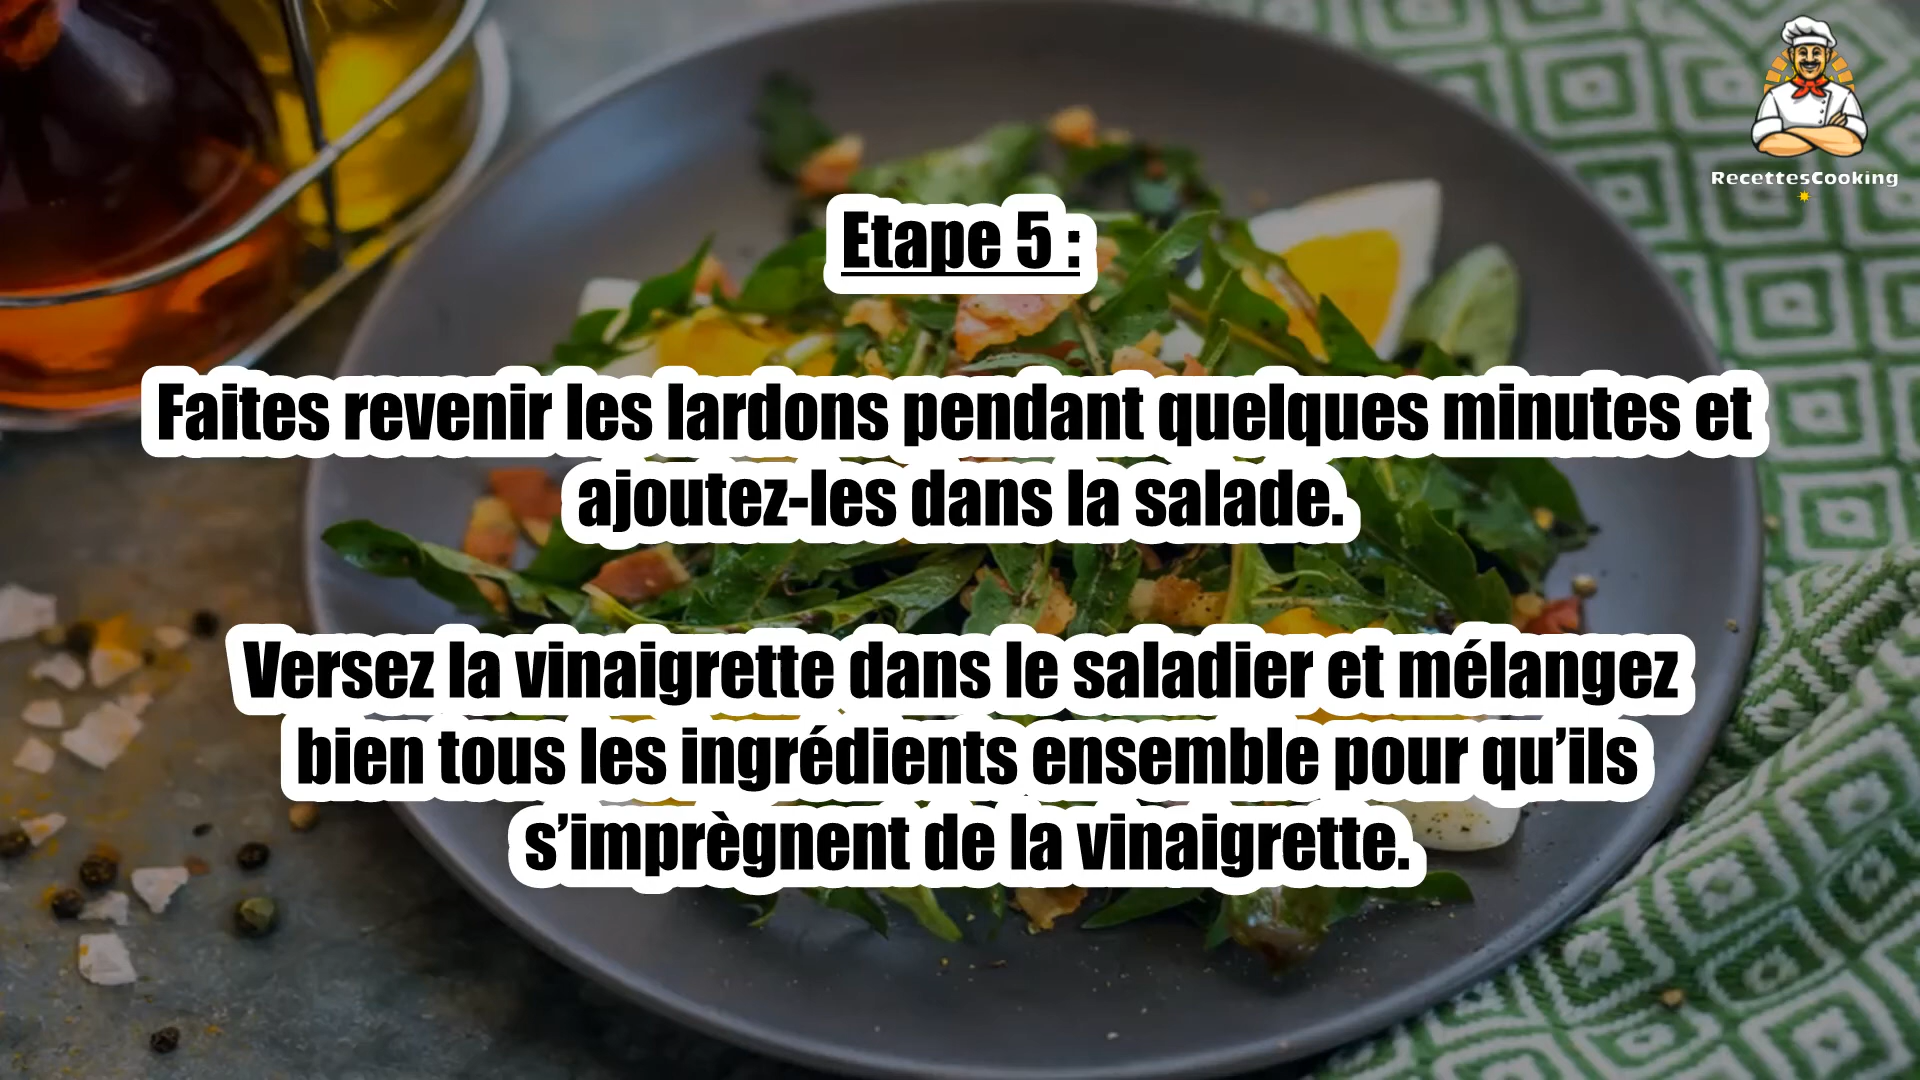 RecettesCooking
Etape 5 :
Faites revenir les lardons pendant quelques minutes et
ajoutez-les dans la salade.
Versez la vinaigrette dans le saladier et mélangez
bien tous les ingrédients ensemble pour qu’ils
s’imprègnent de la vinaigrette.